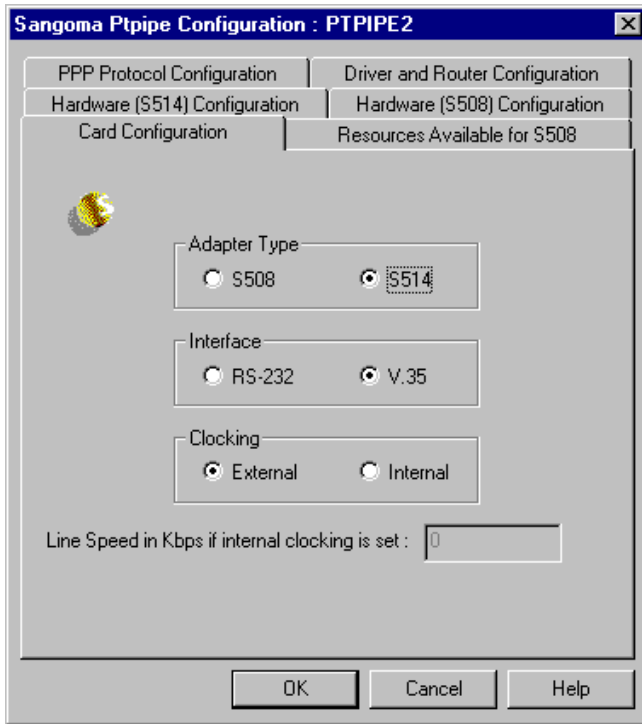 Sangoma Ptpipe Configuration : PTPIPE2
PPP Protocol Configuration Driver and Router Configuration
Hardware (S514) Configuration Hardware (S508) Configuration
Card Configuration Resources Available for S508
Adapter Type
S508 S514
Interface
RS-232 V.35
Clocking
External Internal
Line Speed in Kbps if internal clocking is set : 0
OK Cancel Help